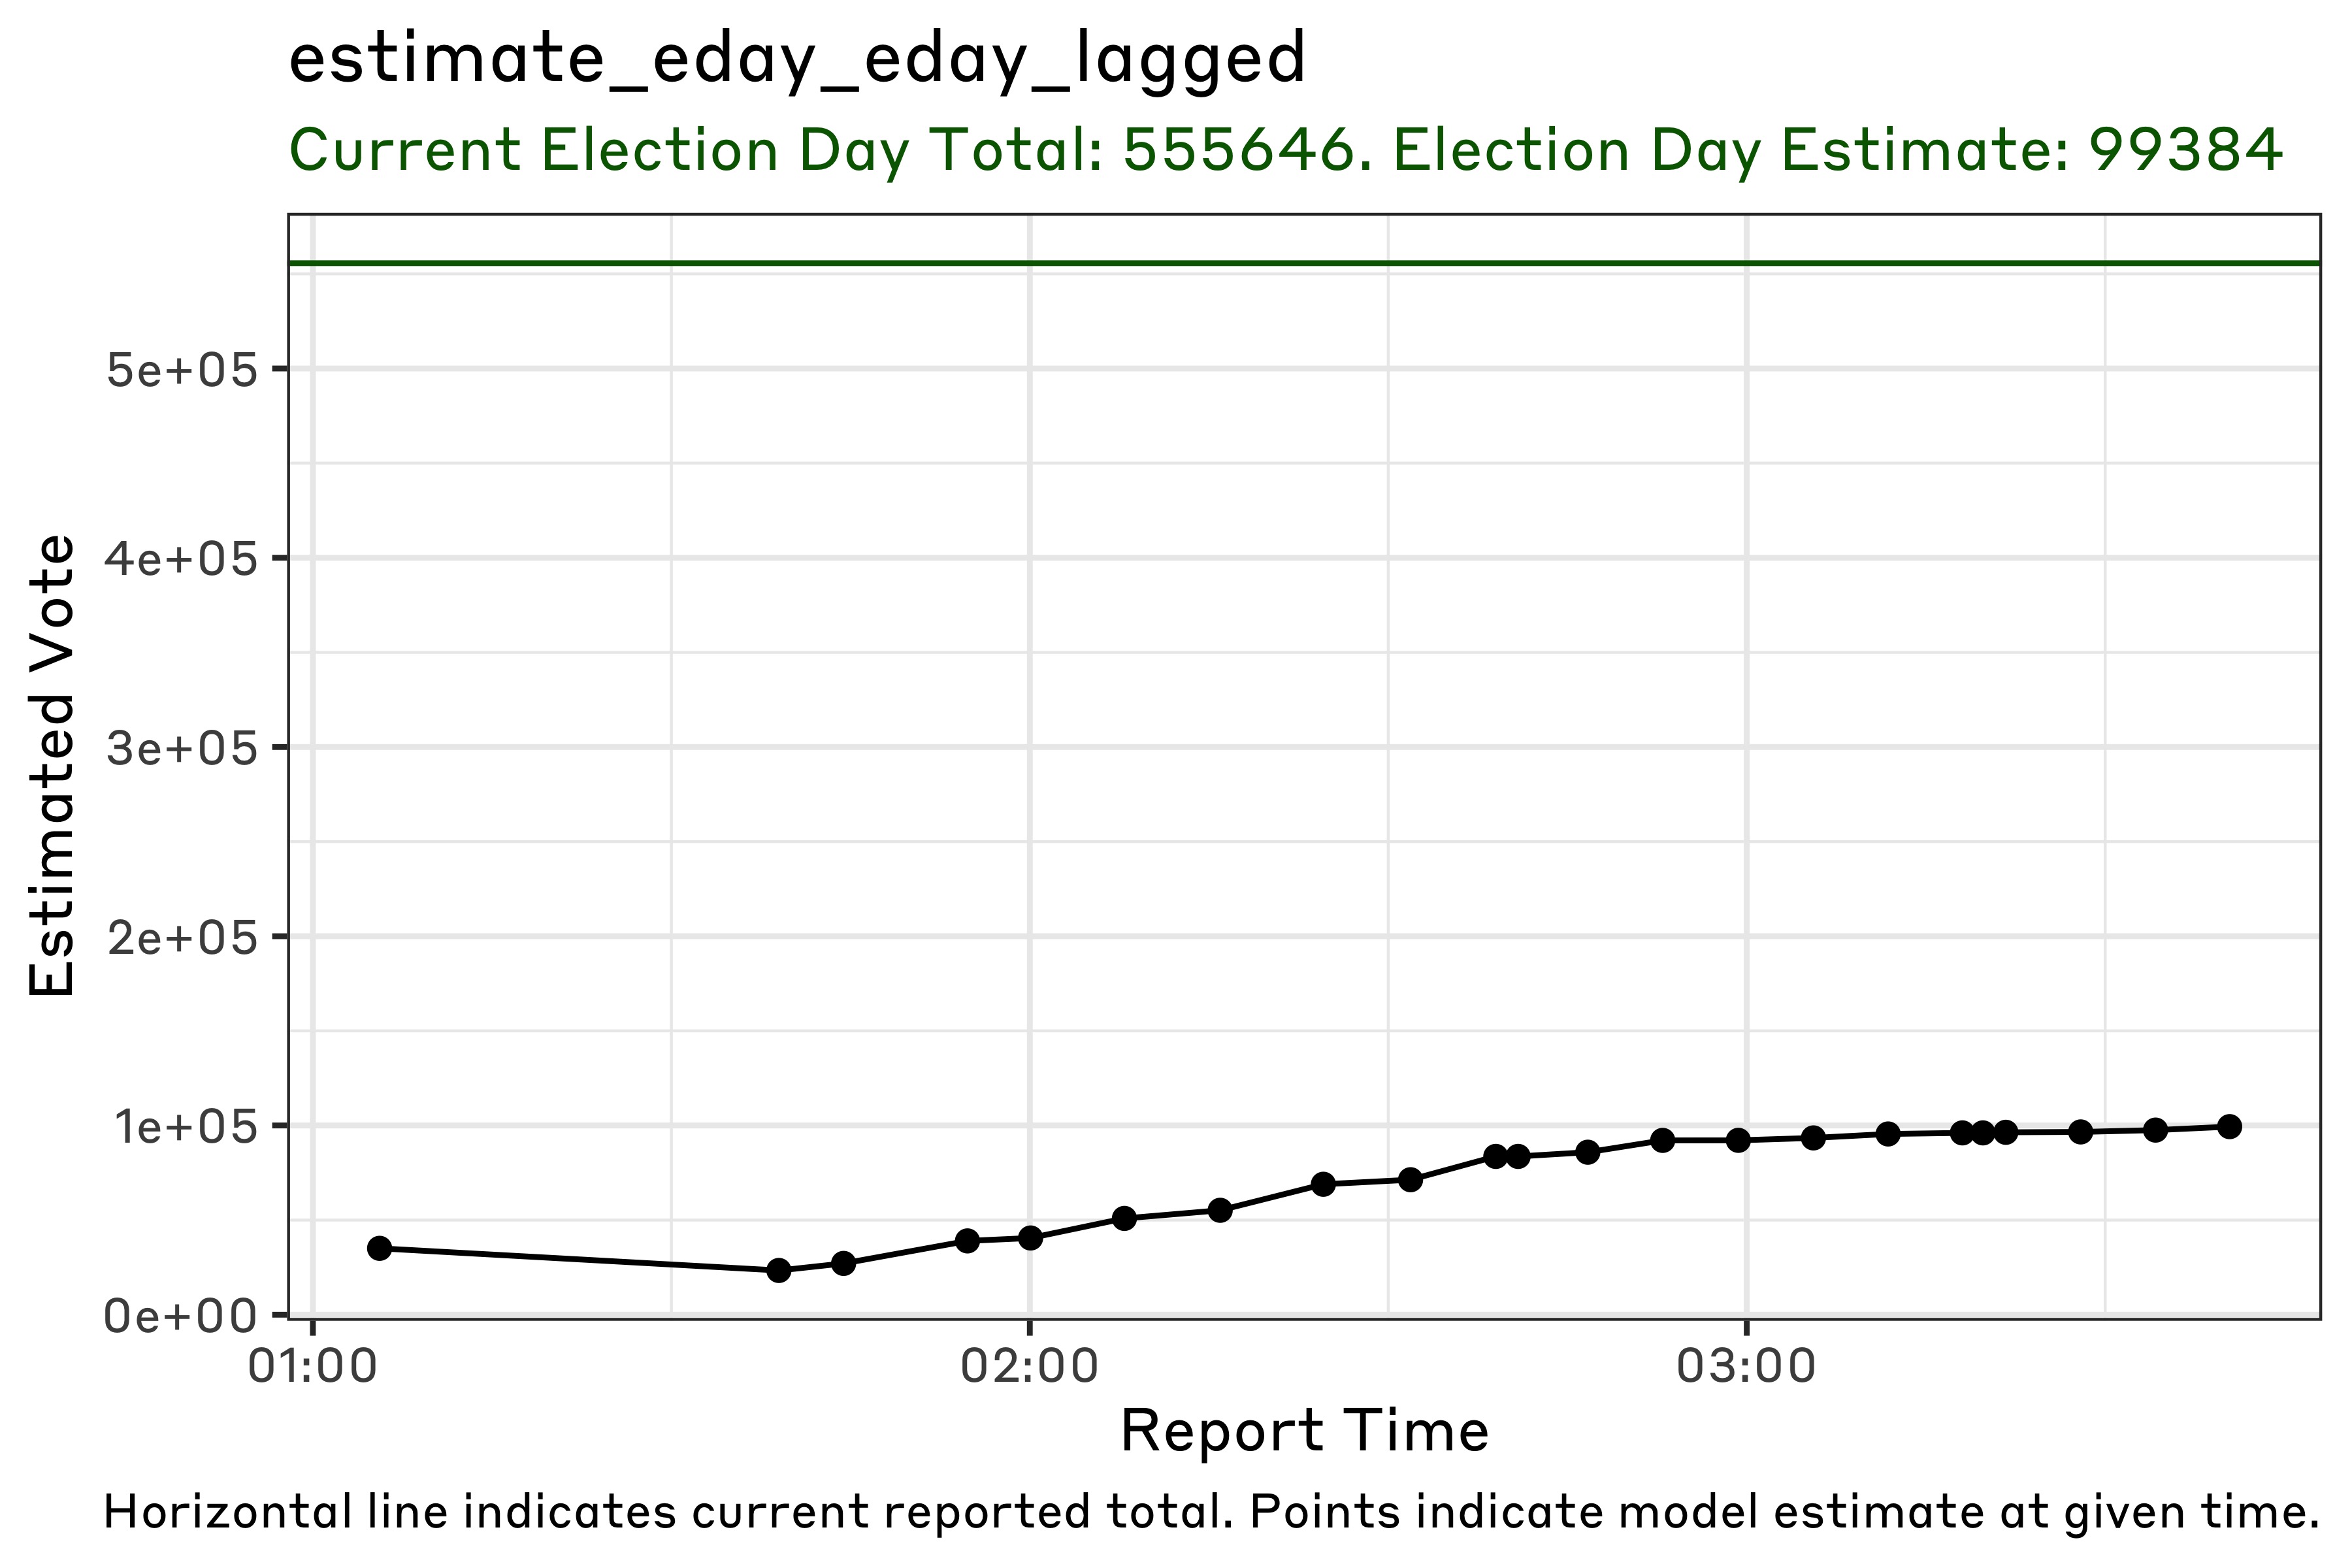 estimate_eday_eday_lagged
Current Election Day Total: 555646. Election Day Estimate: 99384
Estimated Vote
5e+05
4e+05
3e+05
2e+05
1e+05
0e+00
01:00
02:00
03:00
Report Time
Horizontal line indicates current reported total. Points indicate model estimate at given time.